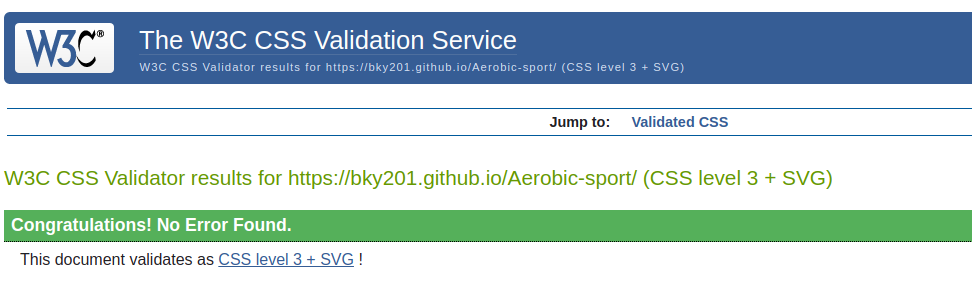 W3C®
The W3C CSS Validation Service
W3C CSS Validator results for https://bky201.github.io/Aerobic-sport/ (CSS level 3 + SVG)
Jump to: Validated CSS
W3C CSS Validator results for https://bky201.github.io/Aerobic-sport/ (CSS level 3 + SVG)
Congratulations! No Error Found.
This document validates as CSS level 3 + SVG !